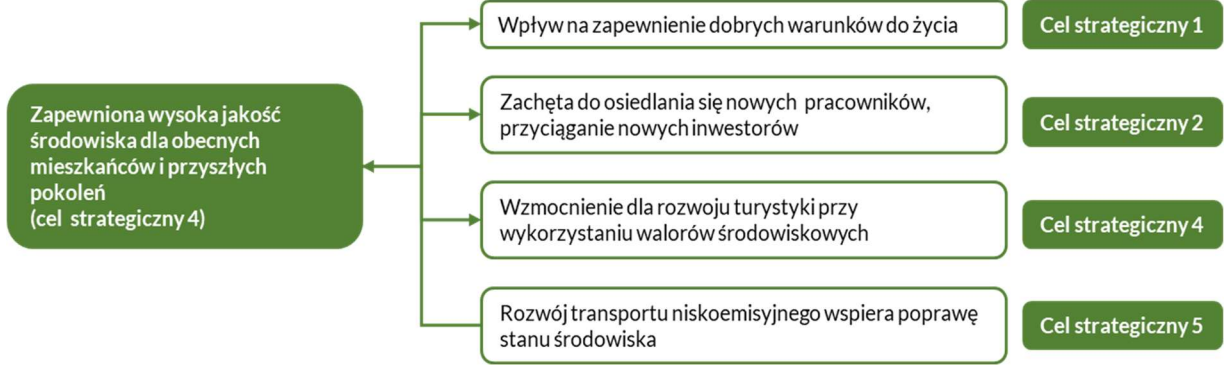 Zapewniona wysoka jakość
środowiska dla obecnych
mieszkańców i przyszłych
pokoleń
(cel strategiczny 4)
Wpływ na zapewnienie dobrych warunków do życia
Cel strategiczny 1
Zachęta do osiedlania się nowych pracowników,
przyciąganie nowych inwestorów
Cel strategiczny 2
Wzmocnienie dla rozwoju turystyki przy
wykorzystaniu walorów środowiskowych
Cel strategiczny 4
Rozwój transportu niskoemisyjnego wspiera poprawę
stanu środowiska
Cel strategiczny 5